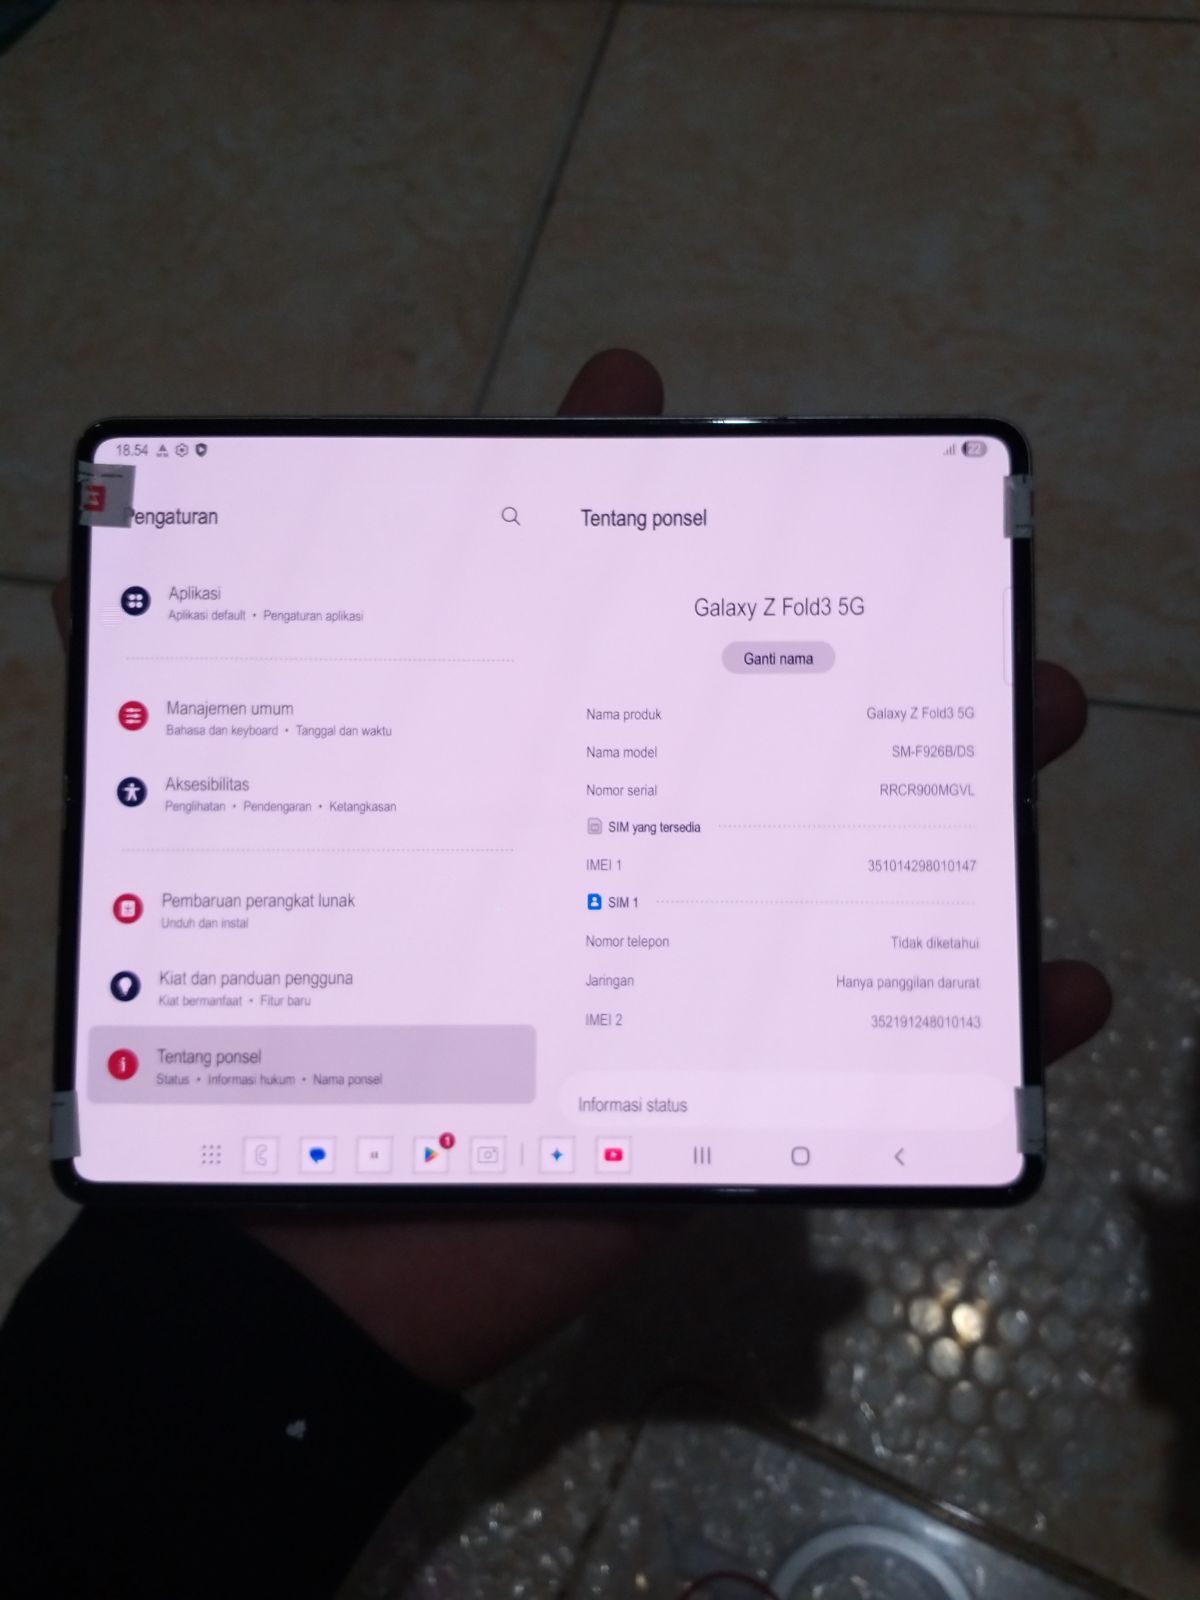 18.54
22
Pengaturan
Aplikasi
Aplikasi default • Pengaturan aplikasi
Manajemen umum
Bahasa dan keyboard • Tanggal dan waktu
Aksesibilitas
Penglihatan • Pendengaran • Ketangkasan
Pembaruan perangkat lunak
Unduh dan instal
Kiat dan panduan pengguna
Kiat bermanfaat • Fitur baru
Tentang ponsel
Status • Informasi hukum • Nama ponsel
Tentang ponsel
Galaxy Z Fold3 5G
Ganti nama
Nama produk Galaxy Z Fold3 5G
Nama model SM-F926B/DS
Nomor serial RRCR900MGVL
SIM yang tersedia
IMEI 1 351014298010147
SIM 1
Nomor telepon Tidak diketahui
Jaringan Hanya panggilan darurat
IMEI 2 352191248010143
Informasi status
1